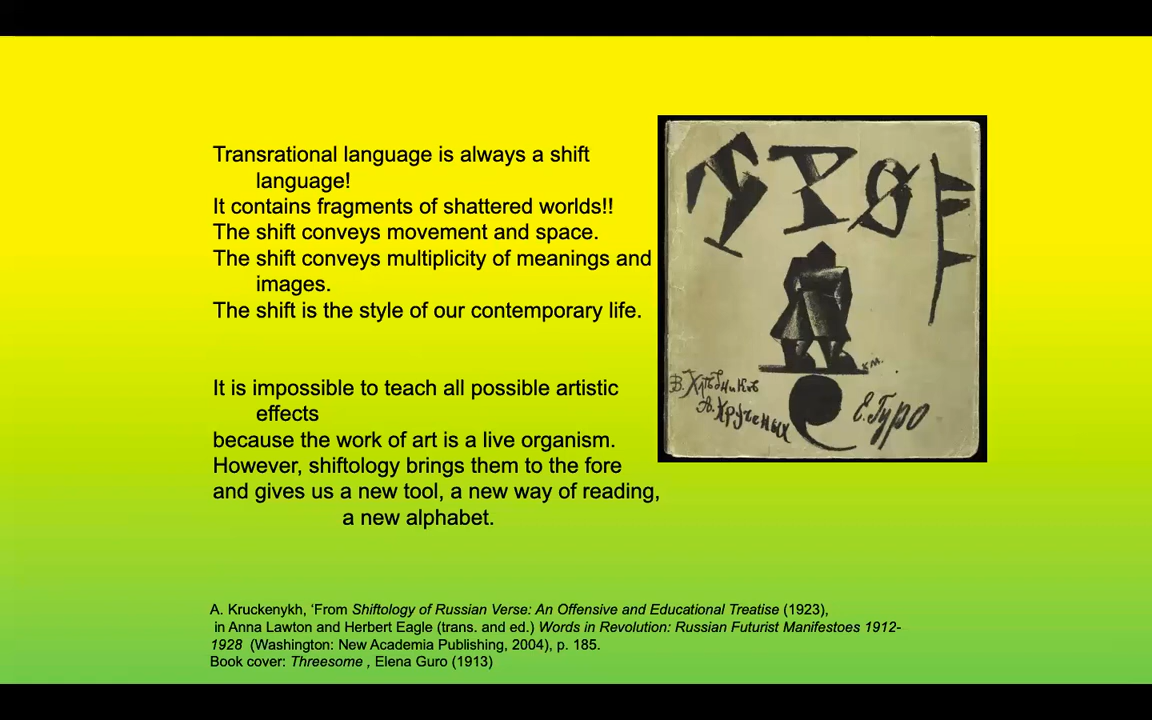 Transrational language is always a shift
language!
It contains fragments of shattered worlds!!
The shift conveys movement and space.
The shift conveys multiplicity of meanings and
images.
The shift is the style of our contemporary life.
It is impossible to teach all possible artistic
effects
because the work of art is a live organism.
However, shiftology brings them to the fore
and gives us a new tool, a new way of reading,
a new alphabet.
ТРОЕ
К.М.
В. Хлѣбников
А. Крученых
Е. Гуро
A. Kruckenykh, ‘From Shiftology of Russian Verse: An Offensive and Educational Treatise (1923),
in Anna Lawton and Herbert Eagle (trans. and ed.) Words in Revolution: Russian Futurist Manifestoes 1912-
1928 (Washington: New Academia Publishing, 2004), p. 185.
Book cover: Threesome , Elena Guro (1913)